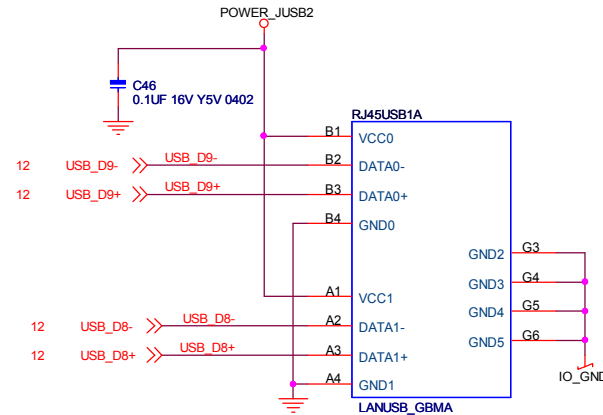 POWER_JUSB2
C46
0.1UF 16V Y5V 0402
RJ45USB1A
B1 VCC0
12 USB_D9- USB_D9- B2 DATA0-
12 USB_D9+ USB_D9+ B3 DATA0+
B4 GND0
GND2 G3
GND3 G4
A1 VCC1
GND4 G5
12 USB_D8- USB_D8- A2 DATA1-
GND5 G6
12 USB_D8+ USB_D8+ A3 DATA1+
IO_GND
A4 GND1
LANUSB_GBMA